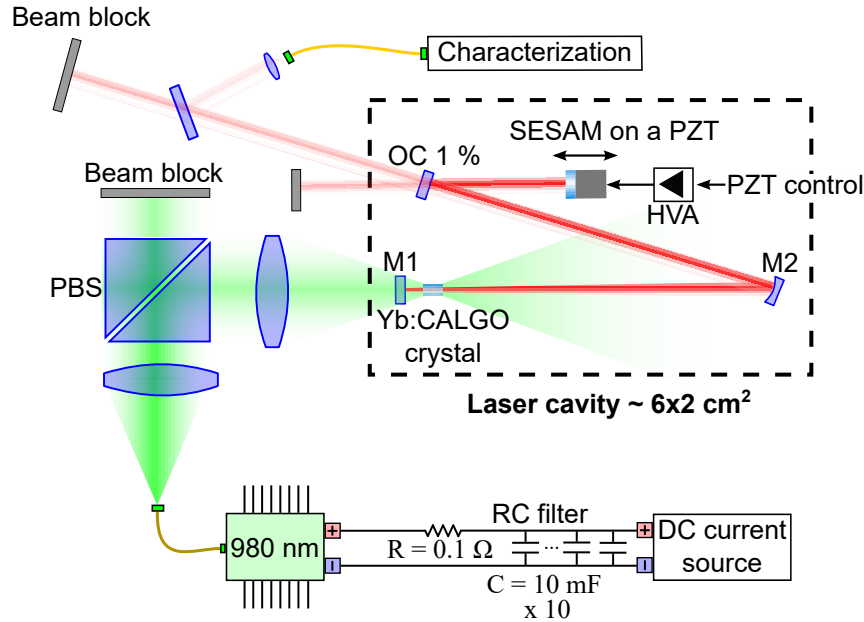 Beam block
Characterization
SESAM on a PZT
OC 1 %
Beam block
PZT control
HVA
PBS
M1
M2
Yb:CALGO
crystal
Laser cavity ~ 6x2 cm²
980 nm
+
−
R = 0.1 Ω
RC filter
...
C = 10 mF
x 10
+
−
DC current
source